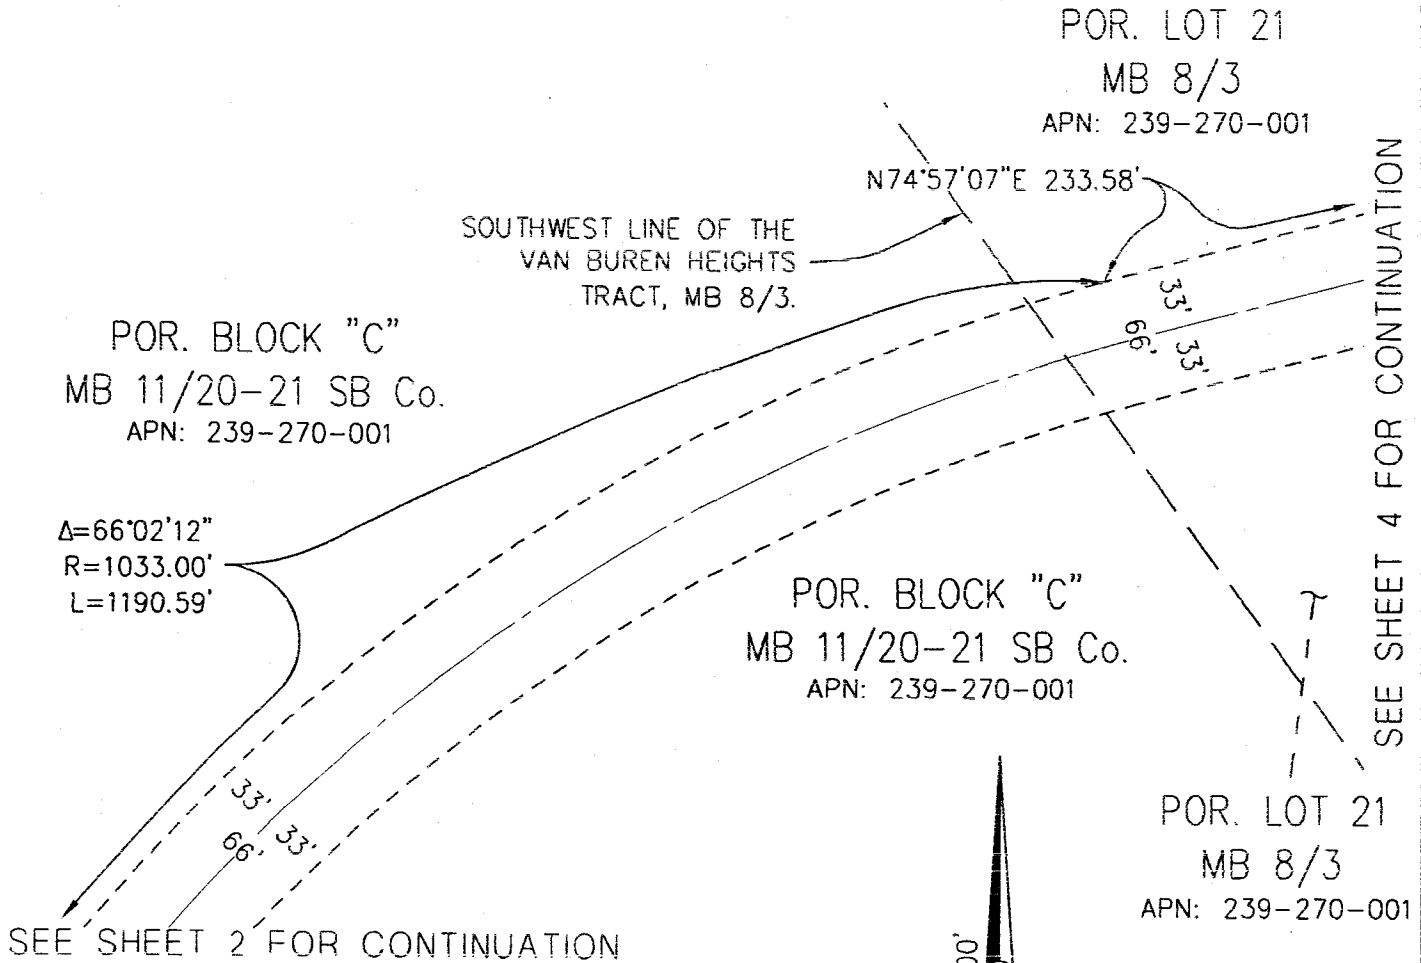 POR. LOT 21
MB 8/3
APN: 239-270-001
N74°57'07"E 233.58'
SOUTHWEST LINE OF THE
VAN BUREN HEIGHTS
TRACT, MB 8/3.
POR. BLOCK "C"
MB 11/20-21 SB Co.
APN: 239-270-001
33'
66'
33'
SEE SHEET 4 FOR CONTINUATION
Δ=66°02'12"
R=1033.00'
L=1190.59'
POR. BLOCK "C"
MB 11/20-21 SB Co.
APN: 239-270-001
33'
66'
33'
POR. LOT 21
MB 8/3
APN: 239-270-001
SEE SHEET 2 FOR CONTINUATION